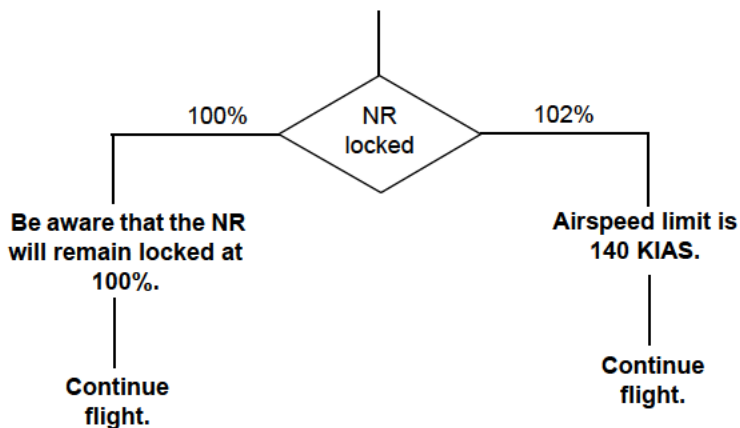 100%
NR
locked
102%
Be aware that the NR
will remain locked at
100%.
Airspeed limit is
140 KIAS.
Continue
flight.
Continue
flight.